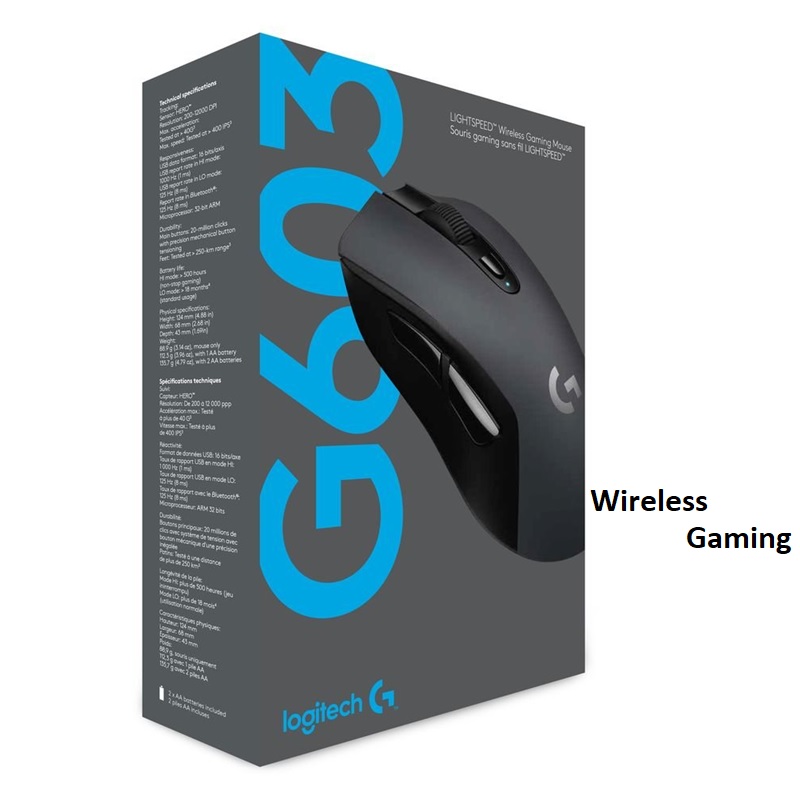 Technical specifications
Tracking:
Sensor: HERO™
Resolution: 200-12000 DPI
Max. acceleration:
Tested at > 40G³
Max. speed: Tested at > 400 IPS³
Responsiveness:
USB data format: 16 bits/axis
USB report rate in HI mode:
1000 Hz (1 ms)
USB report rate in LO mode:
125 Hz (8 ms)
Report rate in Bluetooth®:
125 Hz (8 ms)
Microprocessor: 32-bit ARM
Durability:
Main buttons: 20-million clicks
with precision mechanical button
tensioning
Feet: Tested at > 250-km range³
Battery life:
HI mode: > 500 hours
(non-stop gaming)
LO mode: > 18 months⁴
(standard usage)
Physical specifications:
Height: 124 mm (4.88 in)
Width: 68 mm (2.68 in)
Depth: 43 mm (1.69in)
Weight:
88,9 g (3.14 oz), mouse only
112.3 g (3.96 oz), with 1 AA battery
135.7 g (4.79 oz), with 2 AA batteries
Spécifications techniques
Suivi:
Capteur: HERO™
Résolution: De 200 à 12 000 ppp
Accélération max.: Testé
à plus de 40 G³
Vitesse max.: Testé à plus
de 400 IPS³
Réactivité:
Format de données USB: 16 bits/axe
Taux de rapport USB en mode HI:
1 000 Hz (1 ms)
Taux de rapport USB en mode LO:
125 Hz (8 ms)
Taux de rapport avec le Bluetooth®:
125 Hz (8 ms)
Microprocesseur: ARM 32 bits
Durabilité:
Boutons principaux: 20 millions de
clics avec système de tension avec
bouton mécanique d'une précision
inégalée
Patins: Testé à une distance
de plus de 250 km³
Longévité de la pile:
Mode HI: plus de 500 heures (jeu
ininterrompu)
Mode LO: plus de 18 mois⁴
(utilisation normale)
Caractéristiques physiques:
Hauteur: 124 mm
Largeur: 68 mm
Épaisseur: 43 mm
Poids:
88,9 g, souris uniquement
112,3 g avec 1 pile AA
135,7 g avec 2 piles AA
2 x AA batteries included
2 piles AA incluses
G603
LIGHTSPEED™ Wireless Gaming Mouse
Souris gaming sans fil LIGHTSPEED™
logitech G™
Wireless
Gaming